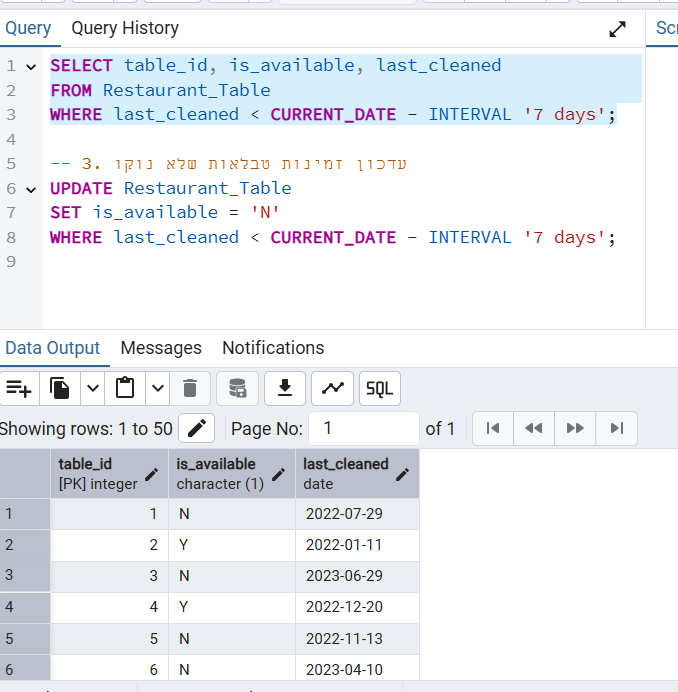 Query Query History Scr
1 SELECT table_id, is_available, last_cleaned
2 FROM Restaurant_Table
3 WHERE last_cleaned < CURRENT_DATE - INTERVAL '7 days';
4
5 -- 3. עדכון זמינות טבלאות שלא נוקו
6 UPDATE Restaurant_Table
7 SET is_available = 'N'
8 WHERE last_cleaned < CURRENT_DATE - INTERVAL '7 days';
9
Data Output Messages Notifications
SQL
Showing rows: 1 to 50 Page No: 1 of 1
table_id is_available last_cleaned
[PK] integer character (1) date
1 1 N 2022-07-29
2 2 Y 2022-01-11
3 3 N 2023-06-29
4 4 Y 2022-12-20
5 5 N 2022-11-13
6 6 N 2023-04-10